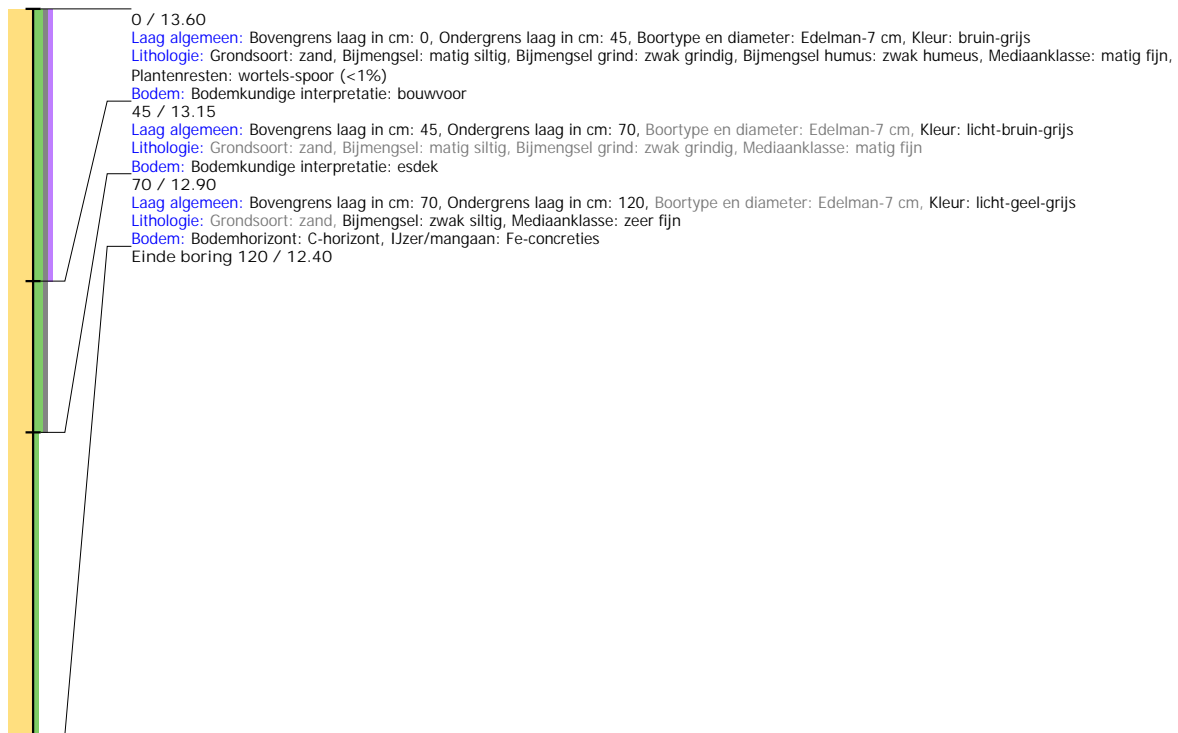 0 / 13.60
Laag algemeen: Bovengrens laag in cm: 0, Ondergrens laag in cm: 45, Boortype en diameter: Edelman-7 cm, Kleur: bruin-grijs
Lithologie: Grondsoort: zand, Bijmengsel: matig siltig, Bijmengsel grind: zwak grindig, Bijmengsel humus: zwak humeus, Mediaanklasse: matig fijn,
Plantenresten: wortels-spoor (<1%)
Bodem: Bodemkundige interpretatie: bouwvoor
45 / 13.15
Laag algemeen: Bovengrens laag in cm: 45, Ondergrens laag in cm: 70, Boortype en diameter: Edelman-7 cm, Kleur: licht-bruin-grijs
Lithologie: Grondsoort: zand, Bijmengsel: matig siltig, Bijmengsel grind: zwak grindig, Mediaanklasse: matig fijn
Bodem: Bodemkundige interpretatie: esdek
70 / 12.90
Laag algemeen: Bovengrens laag in cm: 70, Ondergrens laag in cm: 120, Boortype en diameter: Edelman-7 cm, Kleur: licht-geel-grijs
Lithologie: Grondsoort: zand, Bijmengsel: zwak siltig, Mediaanklasse: zeer fijn
Bodem: Bodemhorizont: C-horizont, IJzer/mangaan: Fe-concreties
Einde boring 120 / 12.40